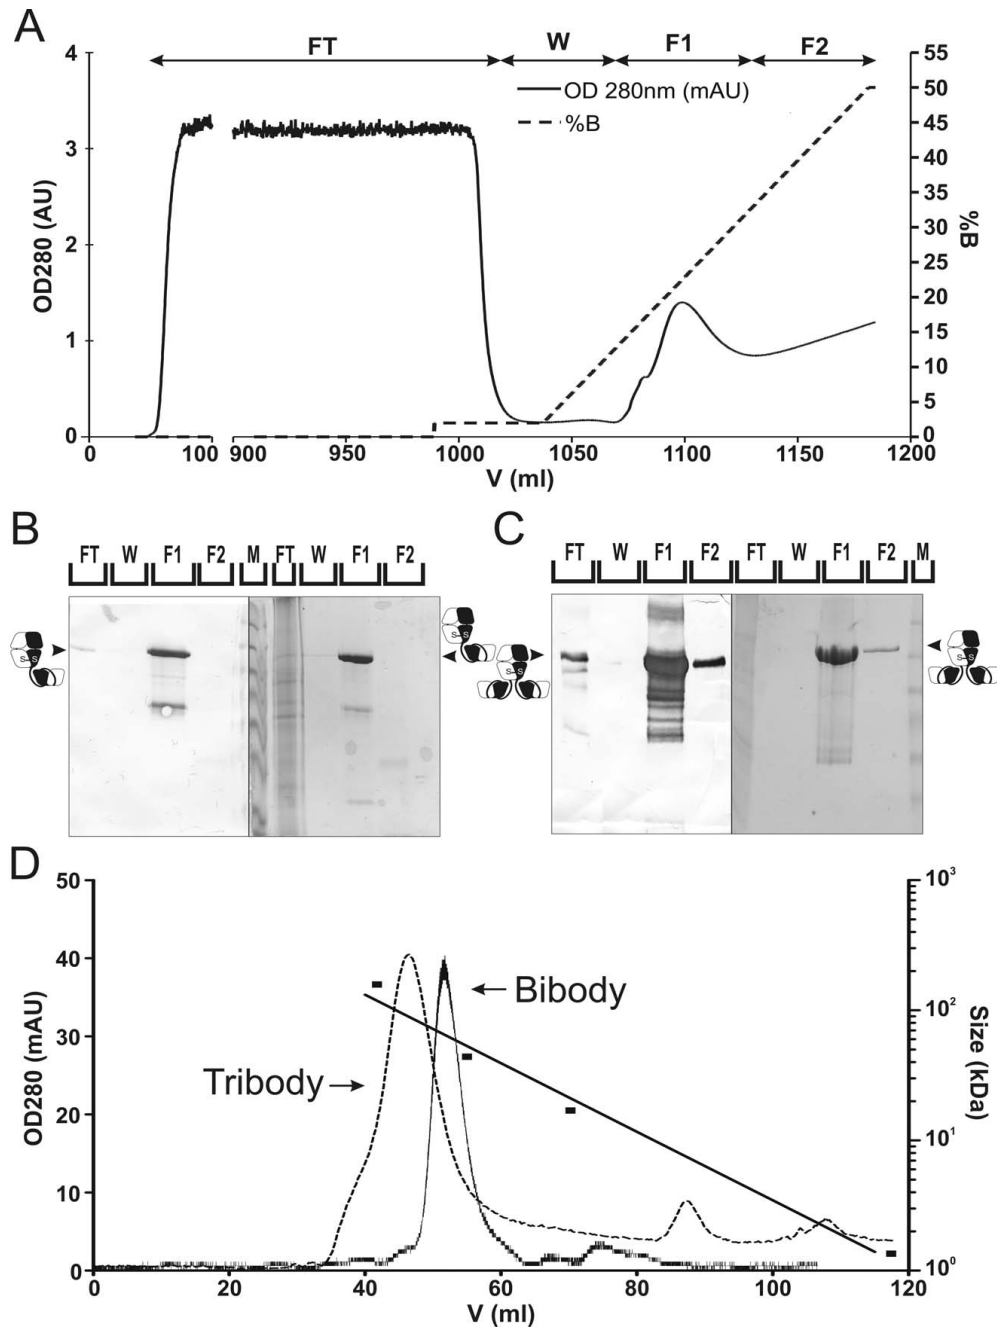 A
FT W F1 F2
4 3 2 1 0
OD280 (AU)
OD 280nm (mAU)
%B
55 50 45 40 35 30 25 20 15 10 5 0
%B
0 100 900 950 1000 1050 1100 1150 1200
V (ml)
B
FT W F1 F2 M FT W F1 F2
S S
S S
C
FT W F1 F2 FT W F1 F2 M
S S
S S
D
50 40 30 20 10 0
OD280 (mAU)
Bibody
Tribody
10³ 10² 10¹ 10⁰
Size (kDa)
0 20 40 60 80 100 120
V (ml)